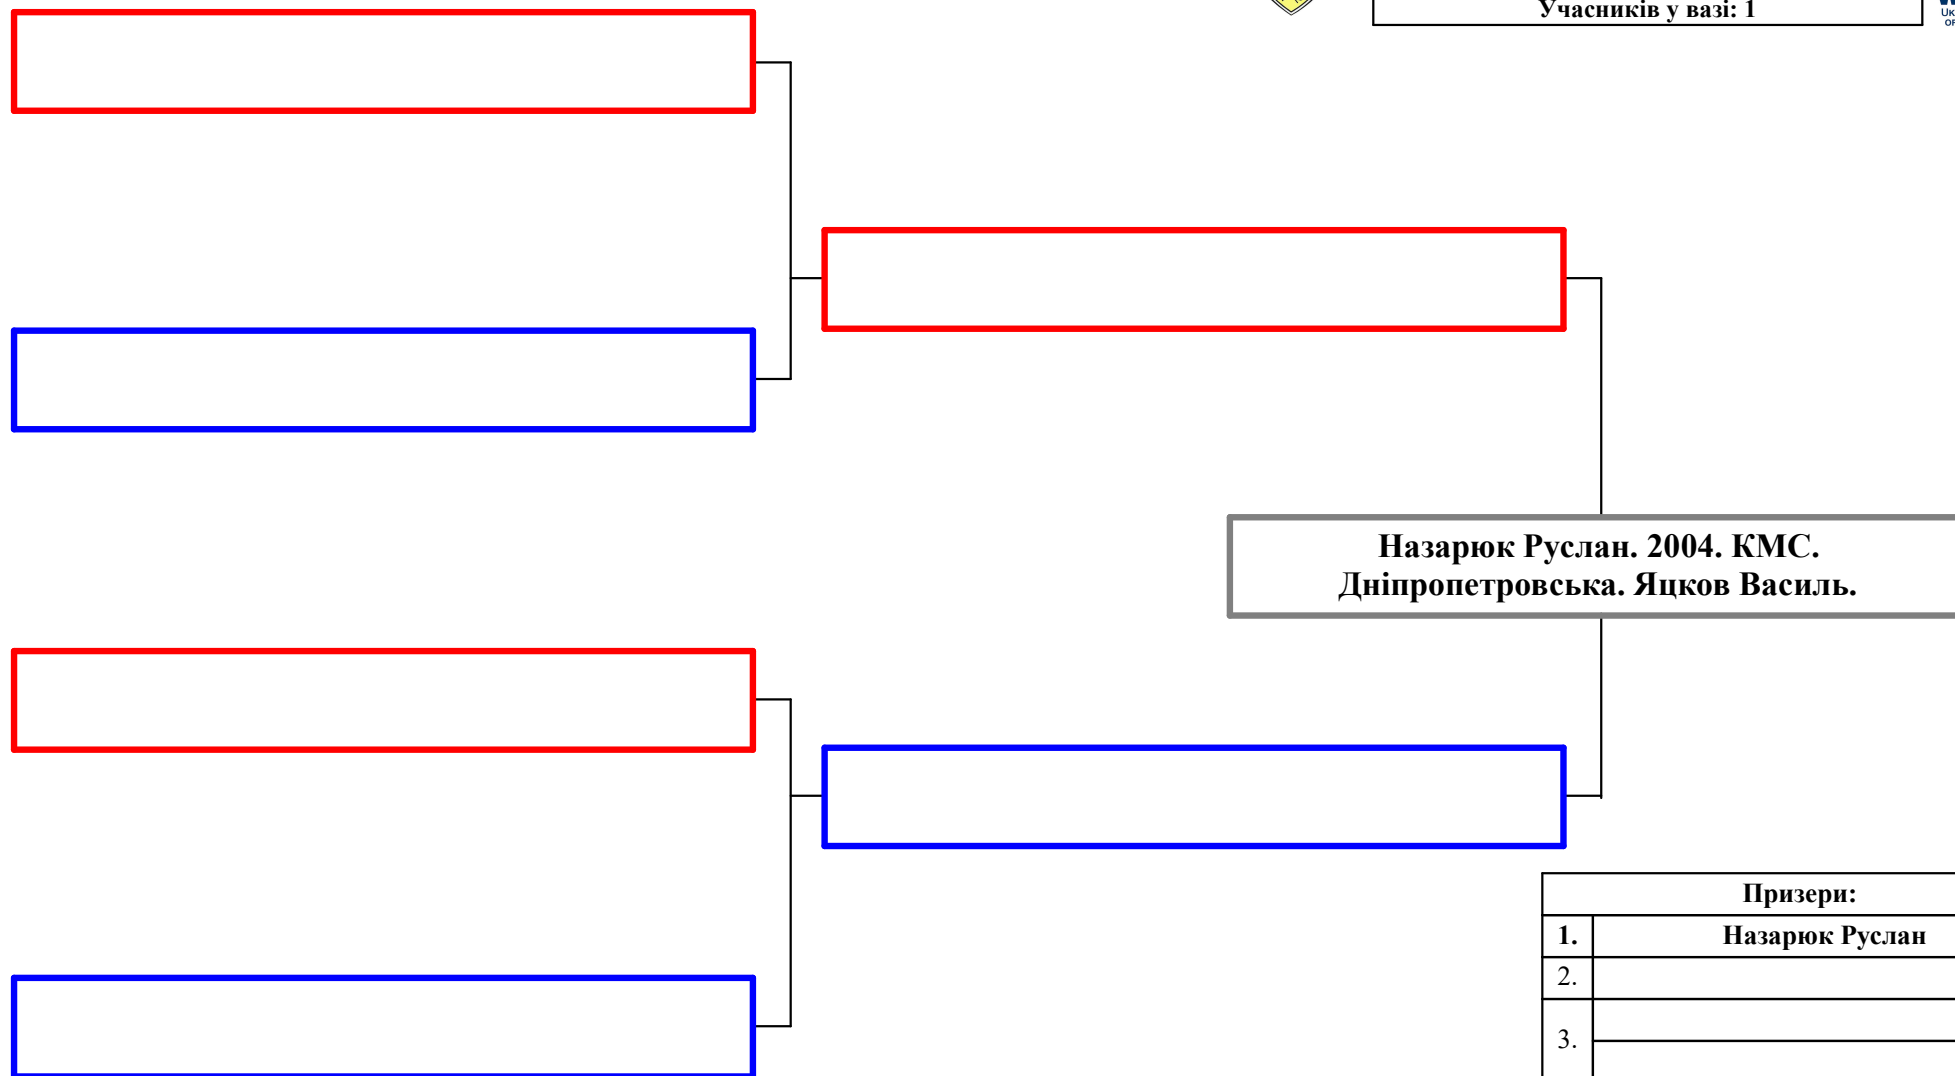 Учасників у вазі: 1
Назарюк Руслан. 2004. КМС.
Дніпропетровська. Яцков Василь.
Призери:
1. Назарюк Руслан
2.
3.